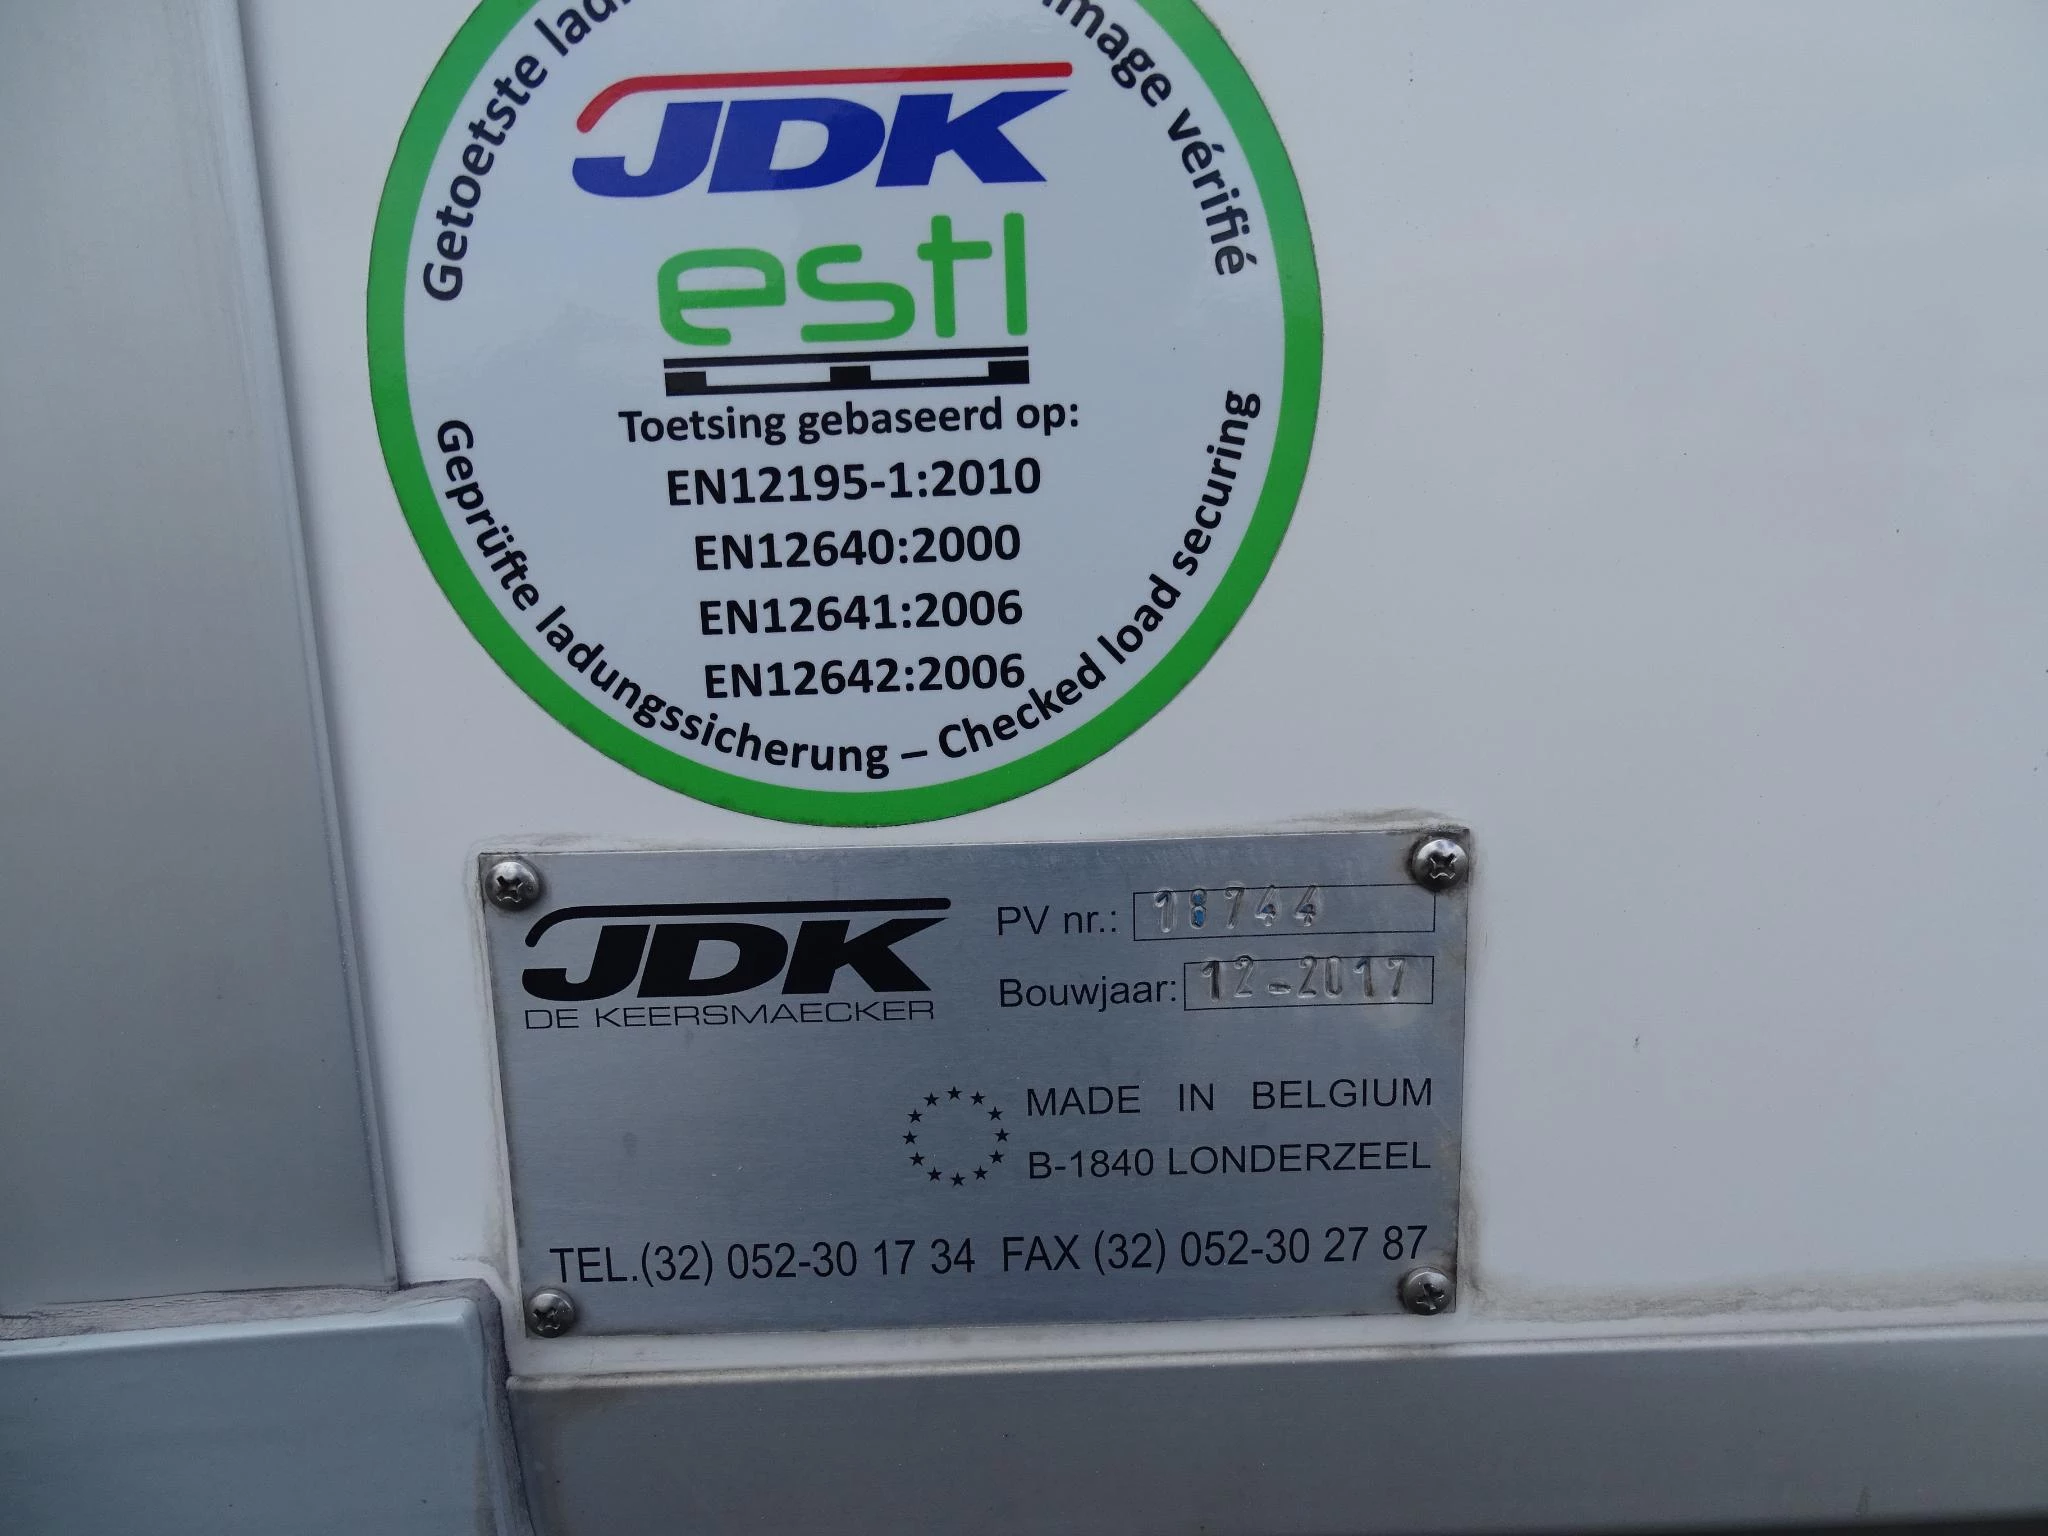 Getoetste
vérifié
JDK
estl
Toetsing gebaseerd op:
EN12195-1:2010
EN12640:2000
EN12641:2006
EN12642:2006
Geprüfte ladungssicherung – Checked load securing
JDK
DE KEERSMAECKER
PV nr.: 18744
Bouwjaar: 12-2017
MADE IN BELGIUM
B-1840 LONDERZEEL
TEL.(32) 052-30 17 34 FAX (32) 052-30 27 87